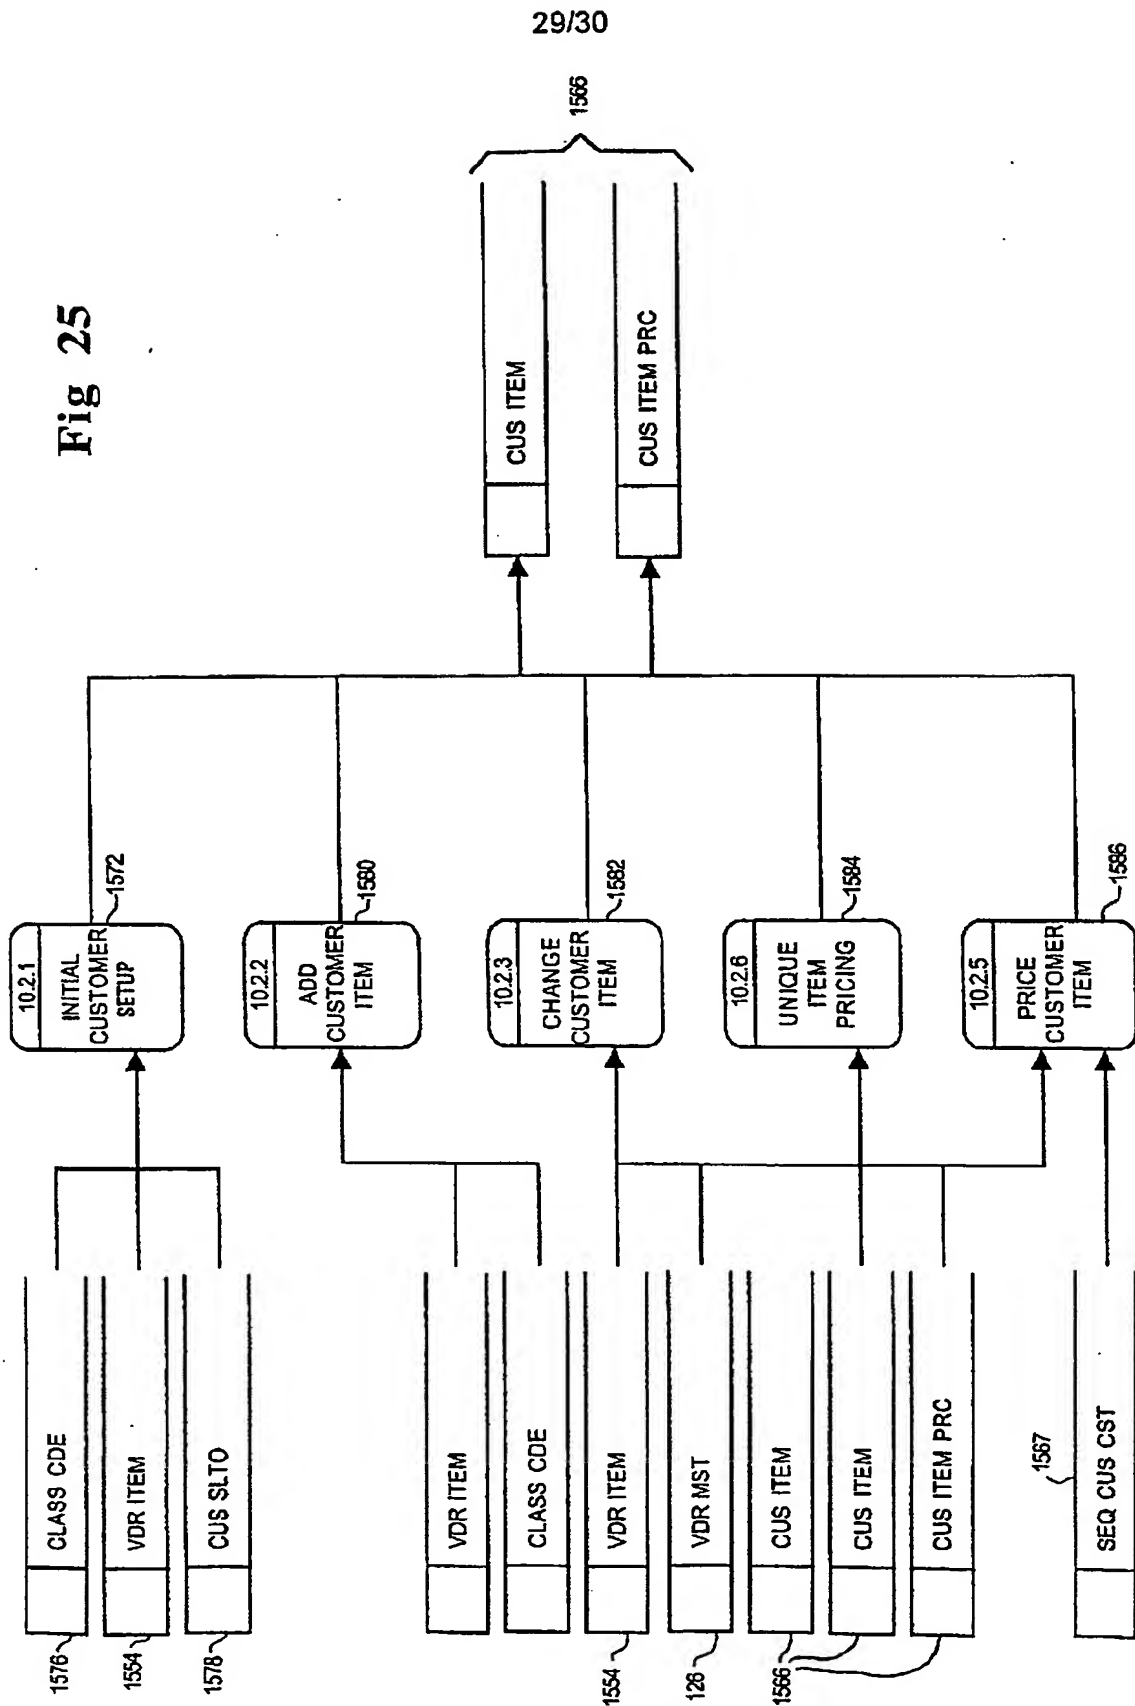 29/30
Fig 25
1576
CLASS CDE
1554
VDR ITEM
1578
CUS SLTO
VDR ITEM
CLASS CDE
1554
VDR ITEM
126
VDR MST
1566
CUS ITEM
CUS ITEM
CUS ITEM PRC
1567
SEQ CUS CST
10.2.1
INITIAL
CUSTOMER
SETUP
1572
10.2.2
ADD
CUSTOMER
ITEM
1580
10.2.3
CHANGE
CUSTOMER
ITEM
1582
10.2.6
UNIQUE
ITEM
PRICING
1584
10.2.5
PRICE
CUSTOMER
ITEM
1586
CUS ITEM
CUS ITEM PRC
1566